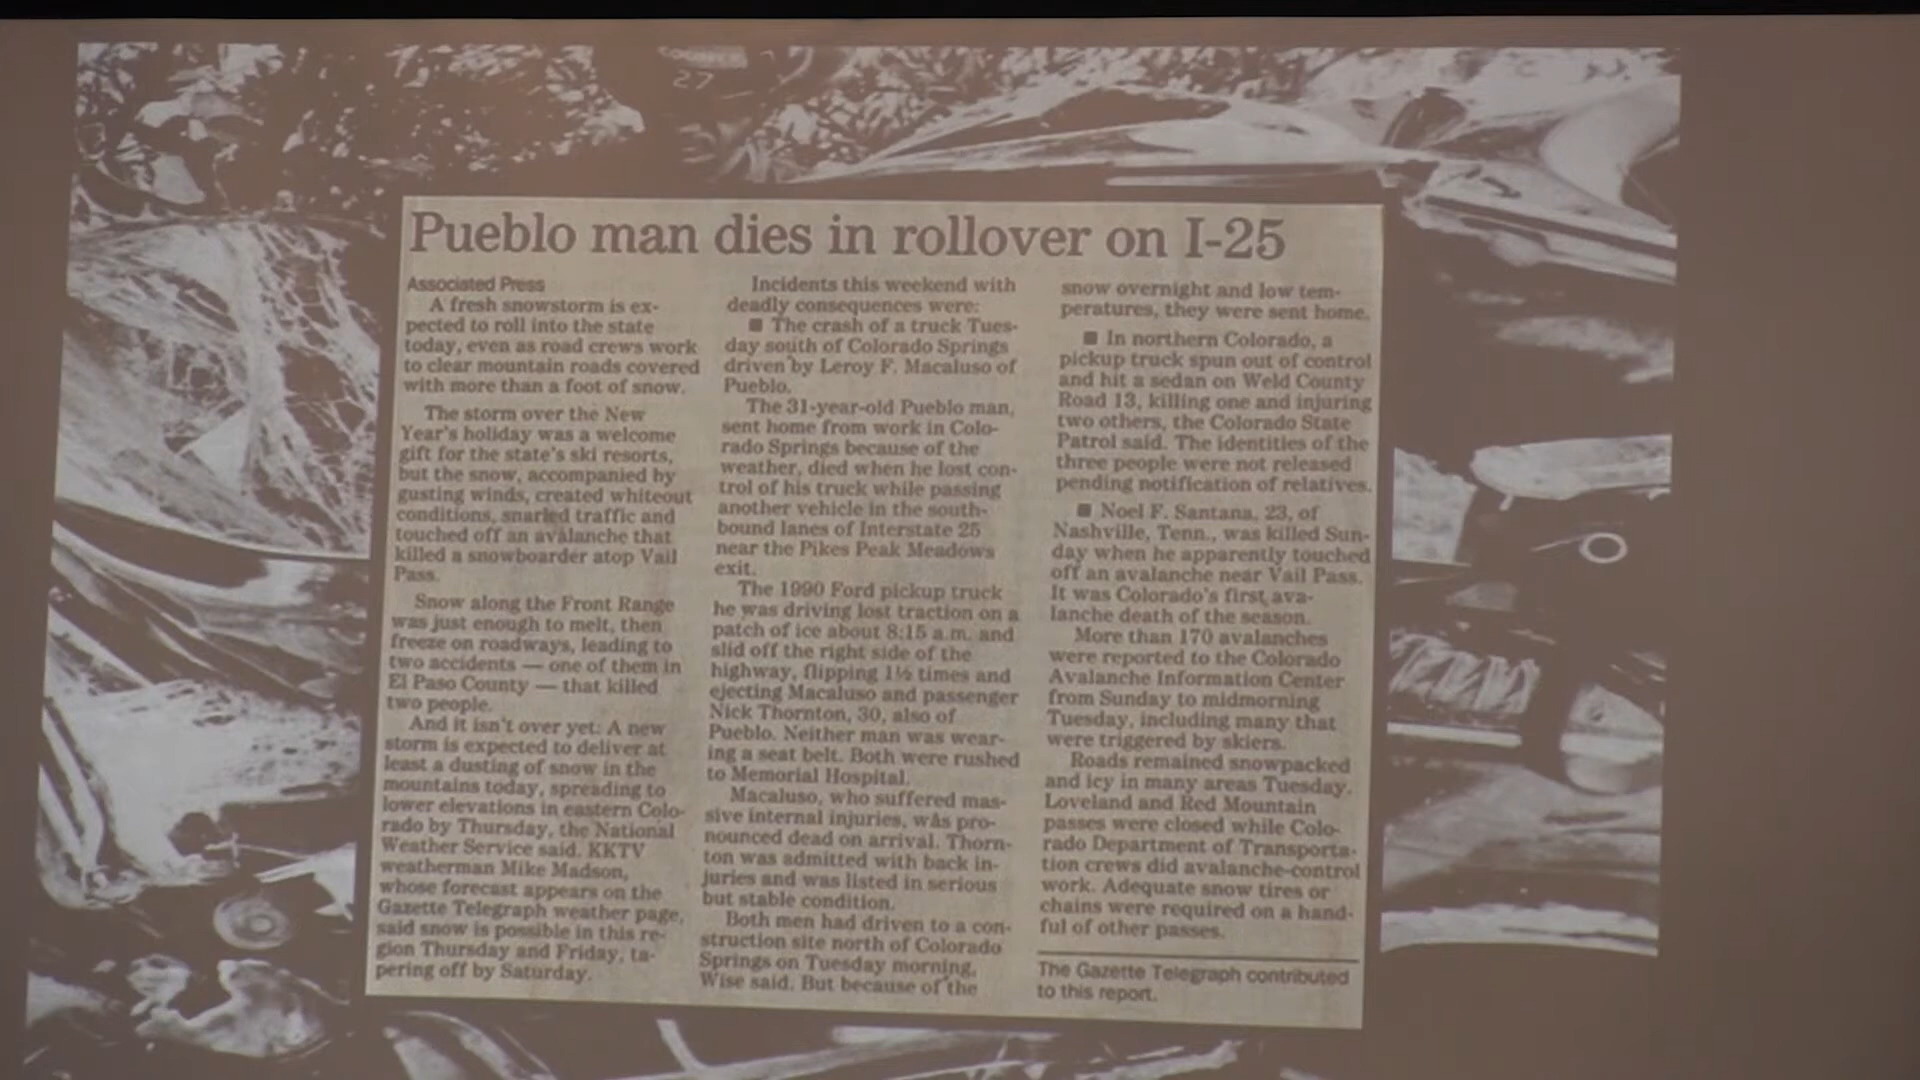 27
Pueblo man dies in rollover on I-25
Associated Press
A fresh snowstorm is ex-
pected to roll into the state
today, even as road crews work
to clear mountain roads covered
with more than a foot of snow.
The storm over the New
Year's holiday was a welcome
gift for the state's ski resorts,
but the snow, accompanied by
gusting winds, created whiteout
conditions, snarled traffic and
touched off an avalanche that
killed a snowboarder atop Vail
Pass.
Snow along the Front Range
was just enough to melt, then
freeze on roadways, leading to
two accidents — one of them in
El Paso County — that killed
two people.
And it isn't over yet: A new
storm is expected to deliver at
least a dusting of snow in the
mountains today, spreading to
lower elevations in eastern Colo-
rado by Thursday, the National
Weather Service said. KKTV
weatherman Mike Madson,
whose forecast appears on the
Gazette Telegraph weather page,
said snow is possible in this re-
gion Thursday and Friday, ta-
pering off by Saturday.
Incidents this weekend with
deadly consequences were:
■ The crash of a truck Tues-
day south of Colorado Springs
driven by Leroy F. Macaluso of
Pueblo.
The 31-year-old Pueblo man,
sent home from work in Colo-
rado Springs because of the
weather, died when he lost con-
trol of his truck while passing
another vehicle in the south-
bound lanes of Interstate 25
near the Pikes Peak Meadows
exit.
The 1990 Ford pickup truck
he was driving lost traction on a
patch of ice about 8:15 a.m. and
slid off the right side of the
highway, flipping 1½ times and
ejecting Macaluso and passenger
Nick Thornton, 30, also of
Pueblo. Neither man was wear-
ing a seat belt. Both were rushed
to Memorial Hospital.
Macaluso, who suffered mas-
sive internal injuries, was pro-
nounced dead on arrival. Thorn-
ton was admitted with back in-
juries and was listed in serious
but stable condition.
Both men had driven to a con-
struction site north of Colorado
Springs on Tuesday morning,
Wise said. But because of the
snow overnight and low tem-
peratures, they were sent home.
■ In northern Colorado, a
pickup truck spun out of control
and hit a sedan on Weld County
Road 13, killing one and injuring
two others, the Colorado State
Patrol said. The identities of the
three people were not released
pending notification of relatives.
■ Noel F. Santana, 23, of
Nashville, Tenn., was killed Sun-
day when he apparently touched
off an avalanche near Vail Pass.
It was Colorado's first ava-
lanche death of the season.
More than 170 avalanches
were reported to the Colorado
Avalanche Information Center
from Sunday to midmorning
Tuesday, including many that
were triggered by skiers.
Roads remained snowpacked
and icy in many areas Tuesday.
Loveland and Red Mountain
passes were closed while Colo-
rado Department of Transporta-
tion crews did avalanche-control
work. Adequate snow tires or
chains were required on a hand-
ful of other passes.
The Gazette Telegraph contributed
to this report.